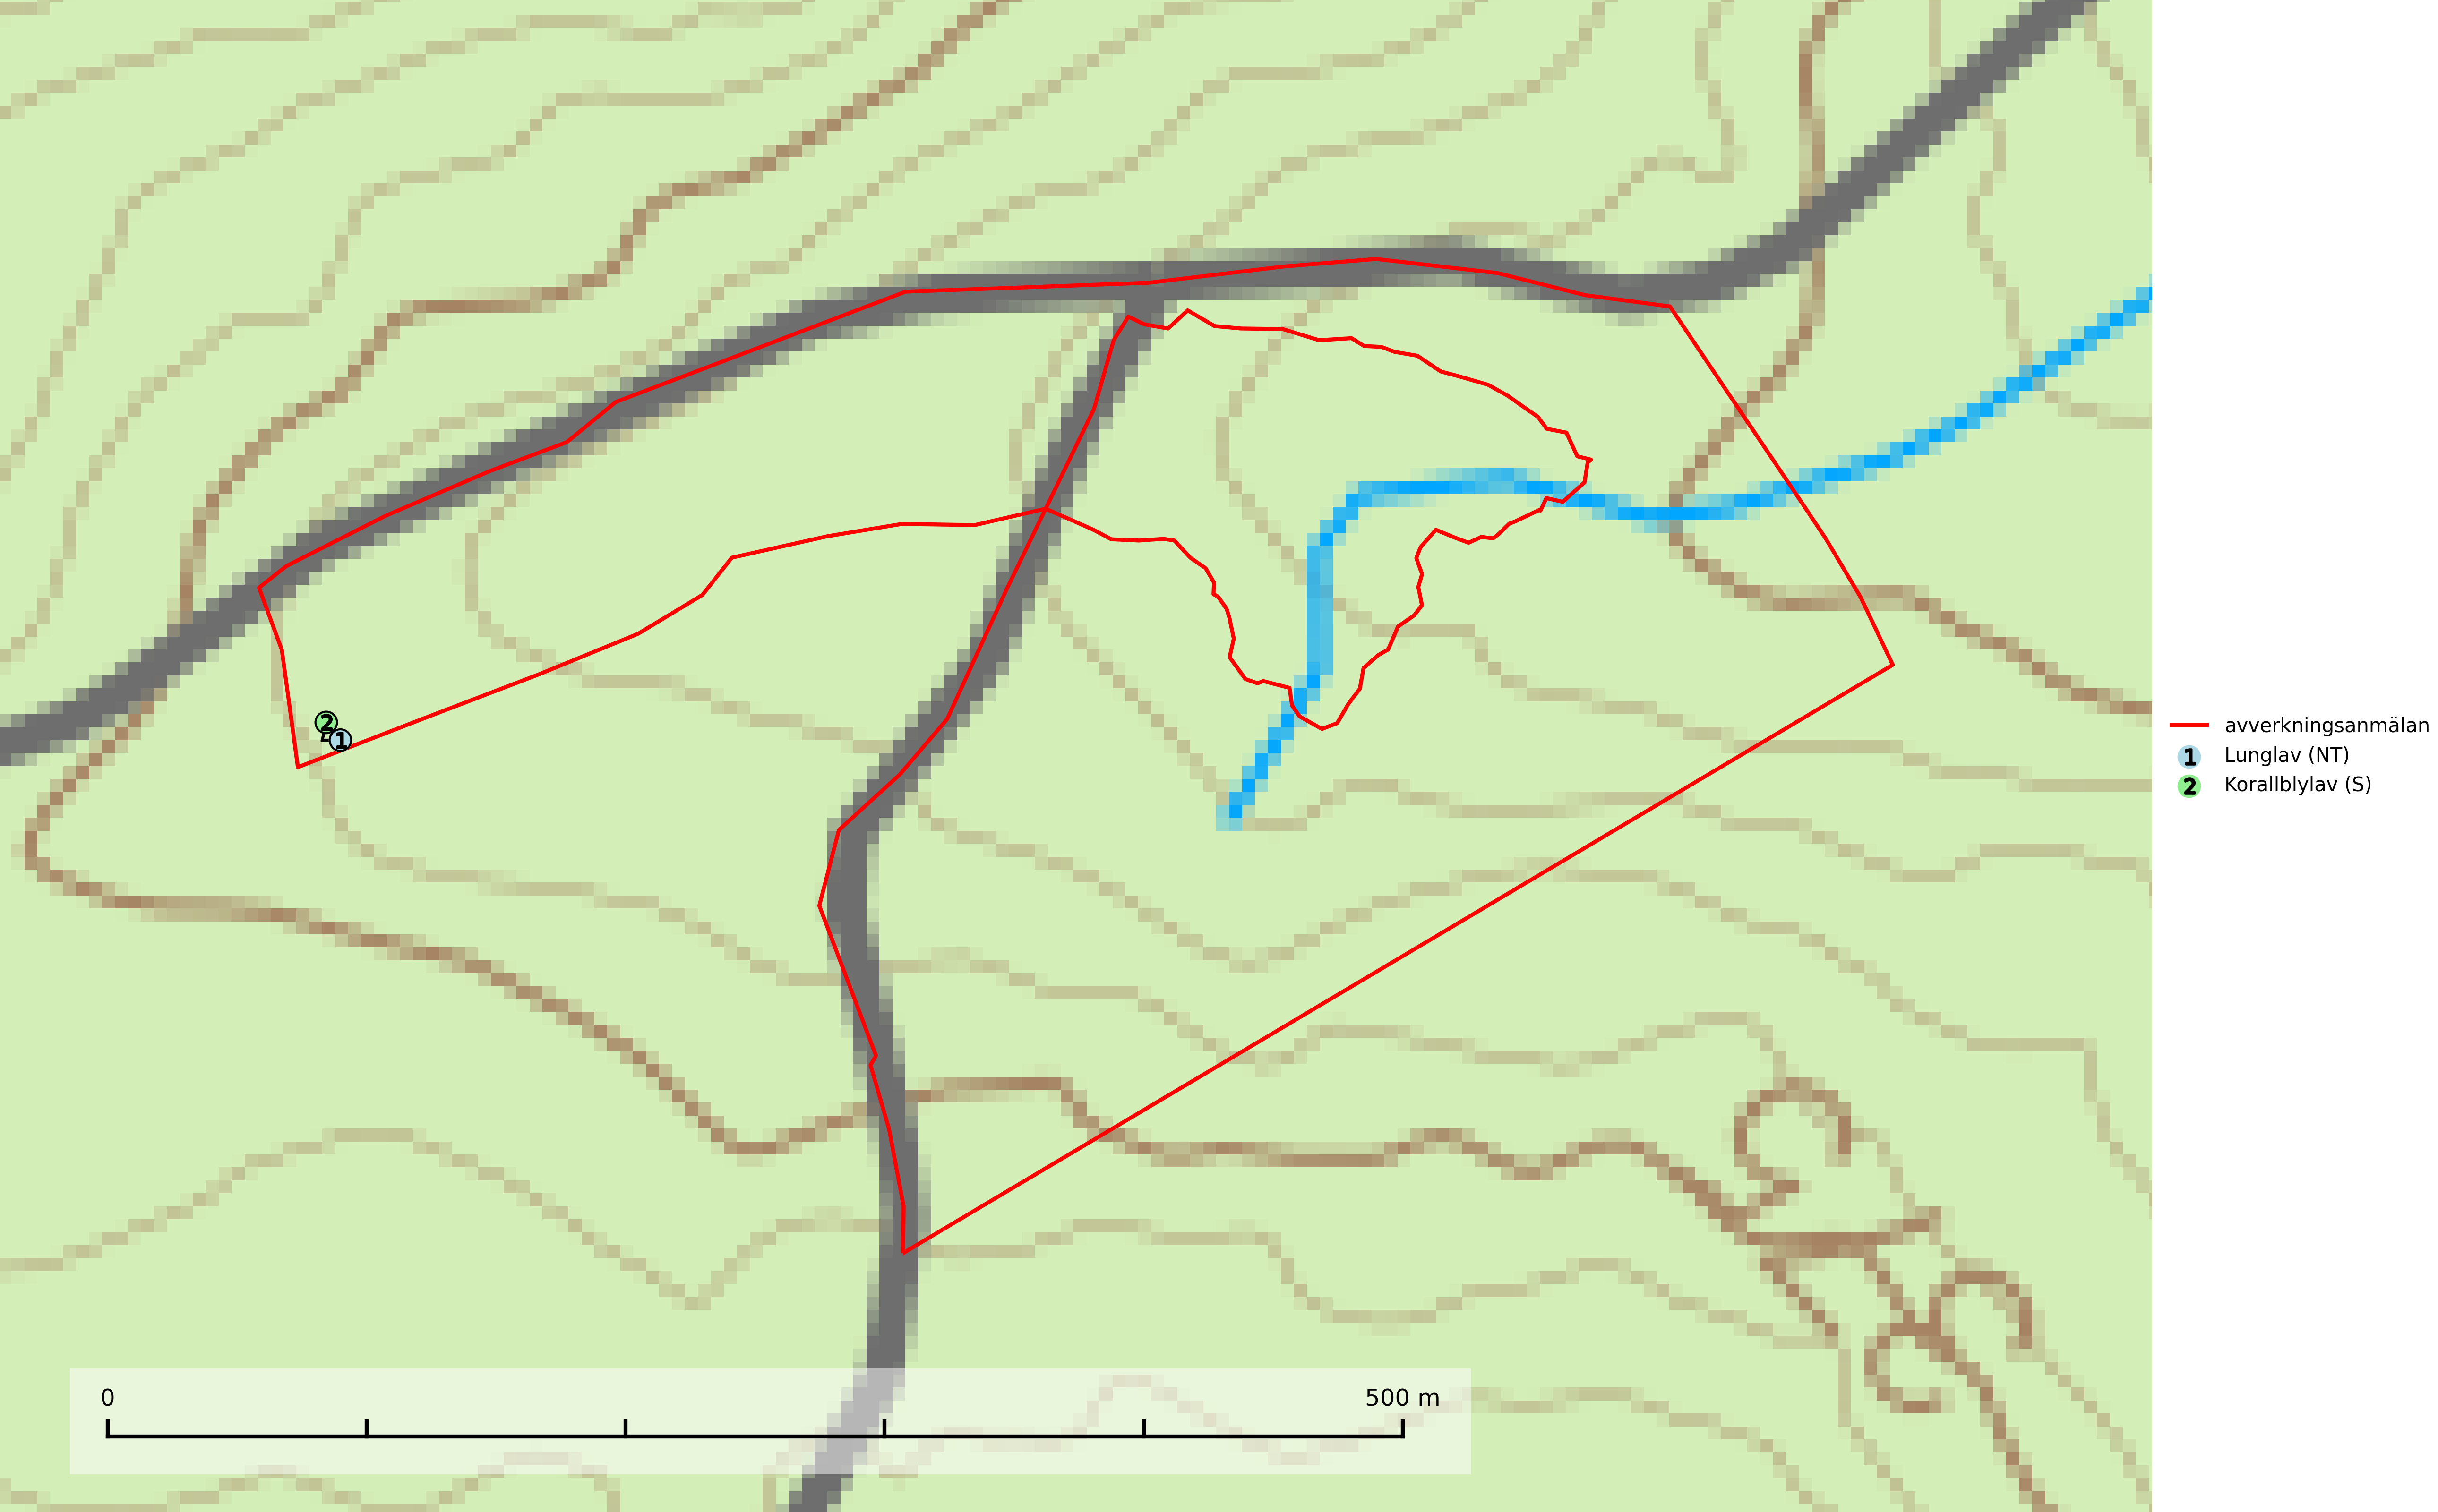 2
1
avverkningsanmälan
1 Lunglav (NT)
2 Korallblylav (S)
0 500 m